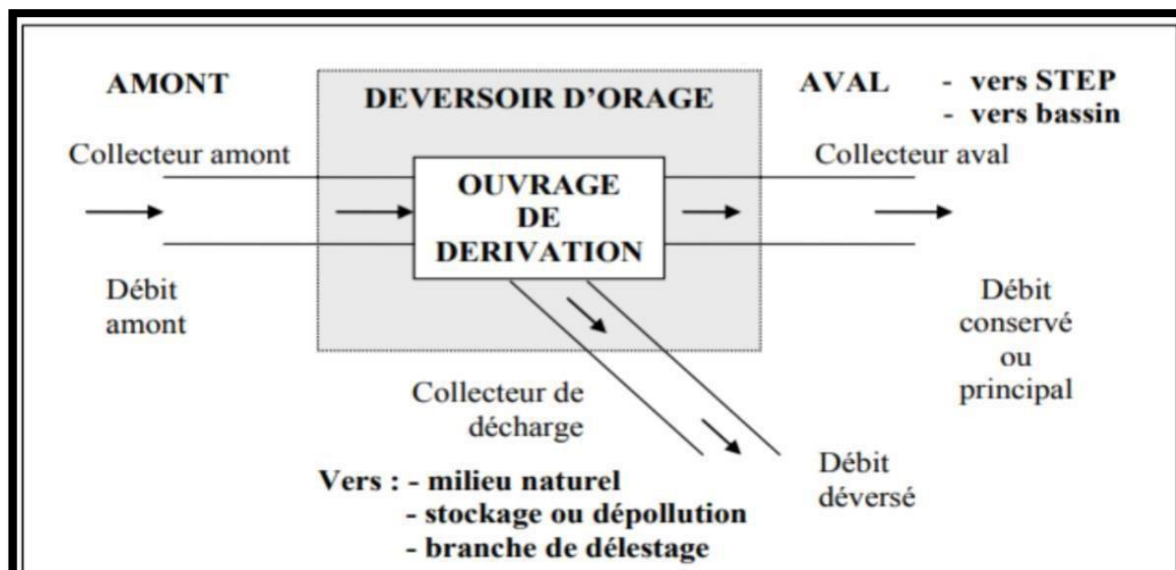 AMONT
DEVERSOIR D'ORAGE
AVAL - vers STEP
- vers bassin
Collecteur amont
Collecteur aval
OUVRAGE
DE
DERIVATION
Débit
amont
Débit
conservé
ou
principal
Collecteur de
décharge
Débit
déversé
Vers : - milieu naturel
- stockage ou dépollution
- branche de délestage